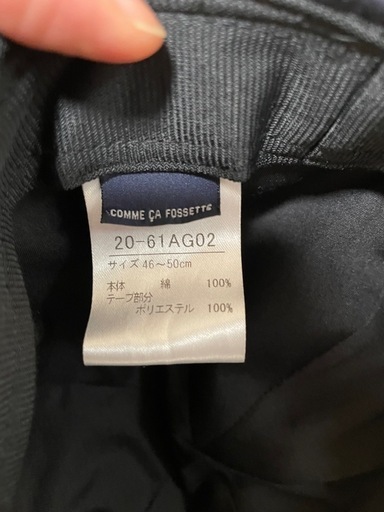 COMME ÇA FOSSETTE
20-61AG02
サイズ 46～50cm
本体 綿 100%
テープ部分
ポリエステル 100%